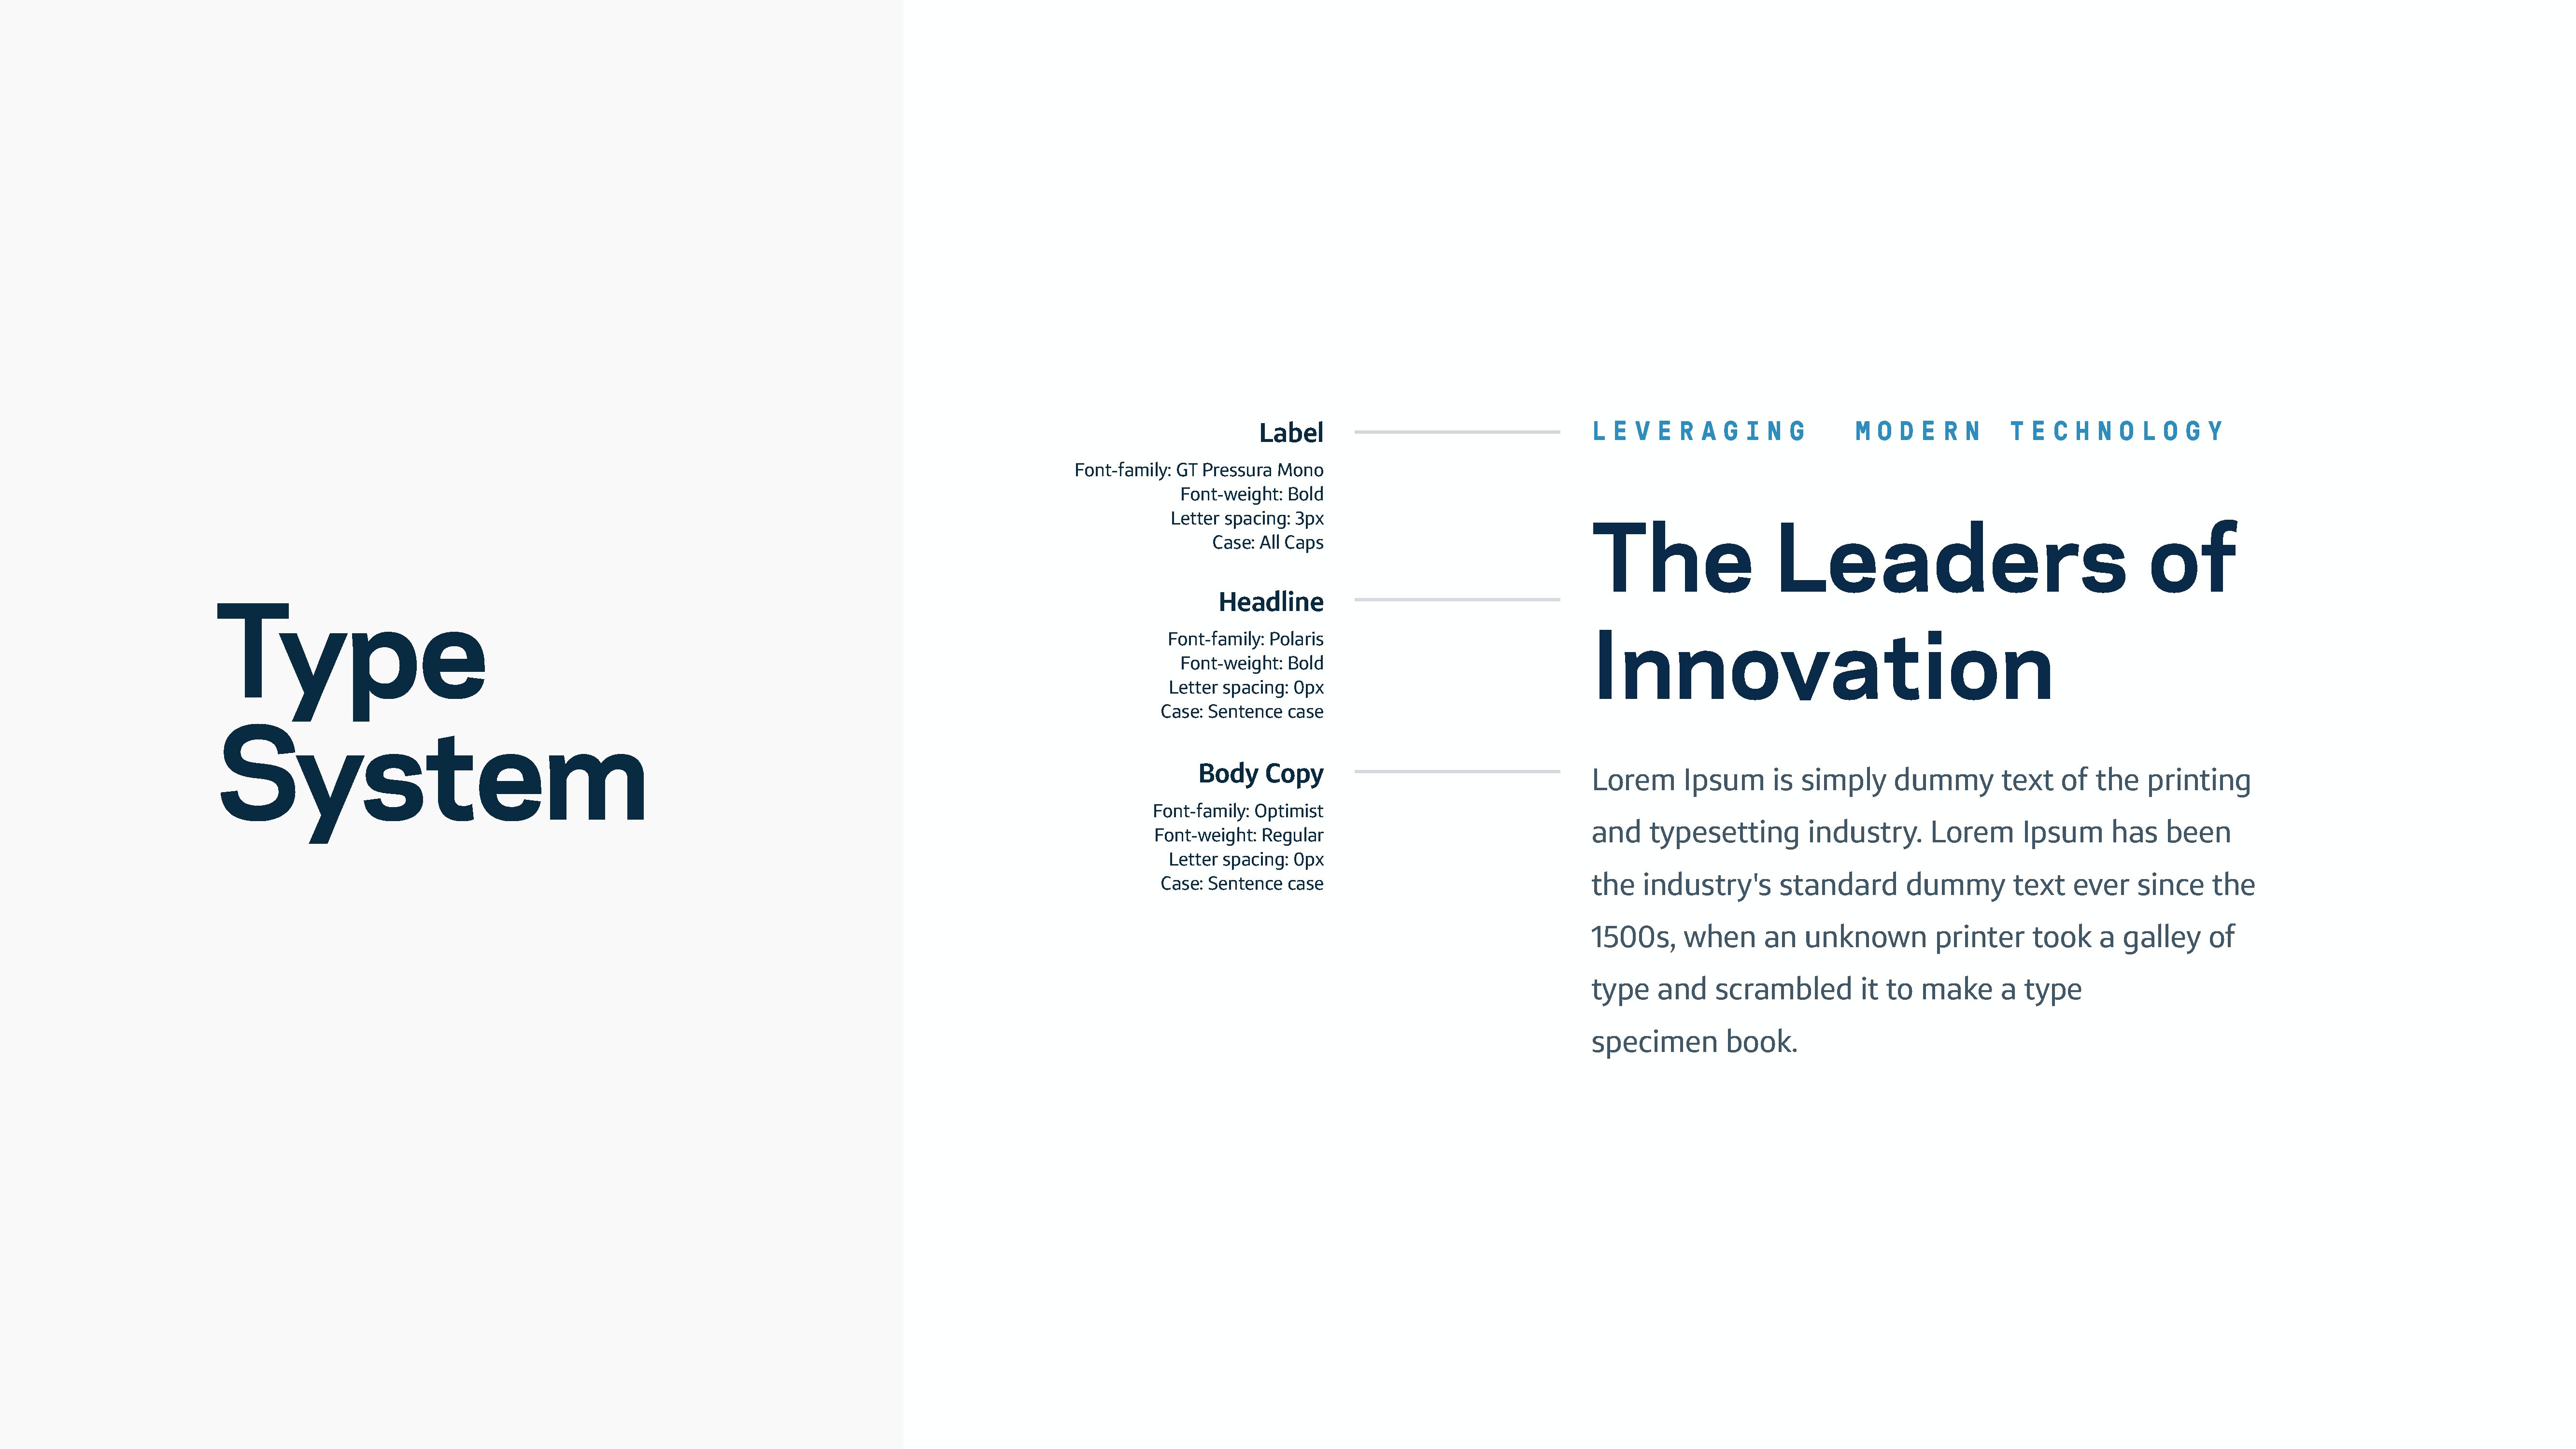 Type
System
Label
Font-family: GT Pressura Mono
Font-weight: Bold
Letter spacing: 3px
Case: All Caps
Headline
Font-family: Polaris
Font-weight: Bold
Letter spacing: 0px
Case: Sentence case
Body Copy
Font-family: Optimist
Font-weight: Regular
Letter spacing: 0px
Case: Sentence case
LEVERAGING MODERN TECHNOLOGY
The Leaders of
Innovation
Lorem Ipsum is simply dummy text of the printing
and typesetting industry. Lorem Ipsum has been
the industry's standard dummy text ever since the
1500s, when an unknown printer took a galley of
type and scrambled it to make a type
specimen book.